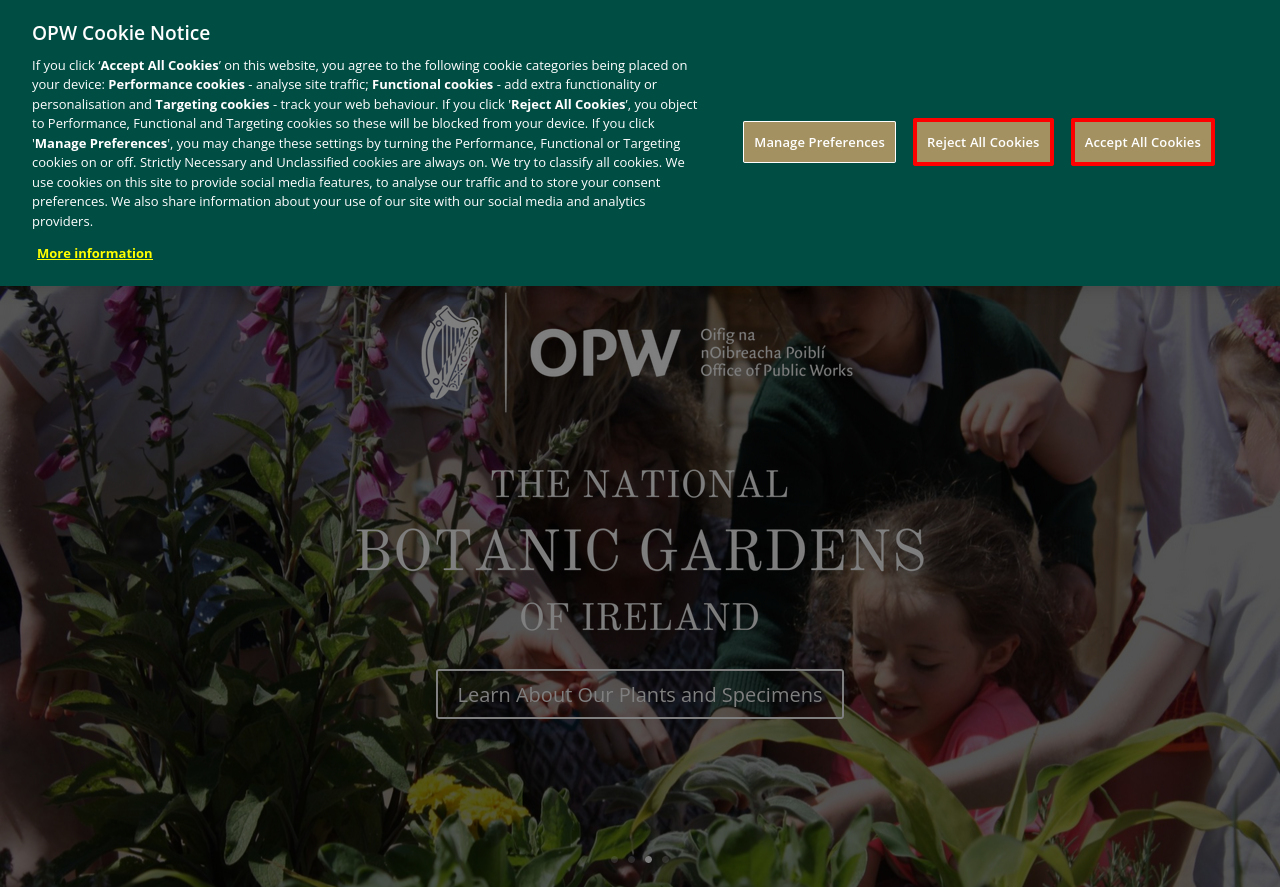 OPW Cookie Notice
If you click ‘Accept All Cookies’ on this website, you agree to the following cookie categories being placed on
your device: Performance cookies - analyse site traffic; Functional cookies - add extra functionality or
personalisation and Targeting cookies - track your web behaviour. If you click 'Reject All Cookies’, you object
to Performance, Functional and Targeting cookies so these will be blocked from your device. If you click
'Manage Preferences', you may change these settings by turning the Performance, Functional or Targeting
cookies on or off. Strictly Necessary and Unclassified cookies are always on. We try to classify all cookies. We
use cookies on this site to provide social media features, to analyse our traffic and to store your consent
preferences. We also share information about your use of our site with our social media and analytics
providers.
More information
Manage Preferences
Reject All Cookies
Accept All Cookies
OPW
Oifig na
nOibreacha Poiblí
Office of Public Works
THE NATIONAL
BOTANIC GARDENS
OF IRELAND
Learn About Our Plants and Specimens